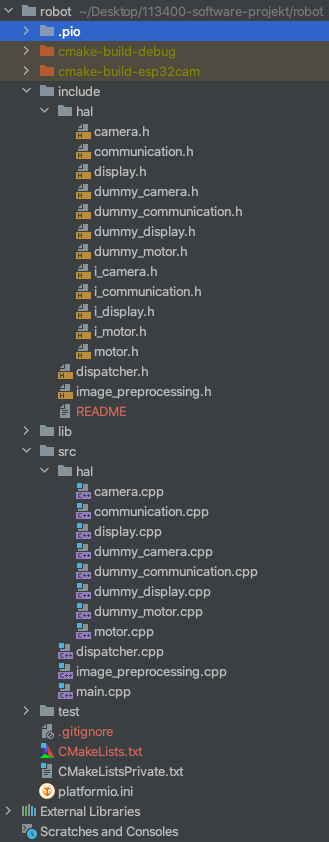 robot ~/Desktop/113400-software-projekt/robot
.pio
cmake-build-debug
cmake-build-esp32cam
include
hal
camera.h
communication.h
display.h
dummy_camera.h
dummy_communication.h
dummy_display.h
dummy_motor.h
i_camera.h
i_communication.h
i_display.h
i_motor.h
motor.h
dispatcher.h
image_preprocessing.h
README
lib
src
hal
camera.cpp
communication.cpp
display.cpp
dummy_camera.cpp
dummy_communication.cpp
dummy_display.cpp
dummy_motor.cpp
motor.cpp
dispatcher.cpp
image_preprocessing.cpp
main.cpp
test
.gitignore
CMakeLists.txt
CMakeListsPrivate.txt
platformio.ini
External Libraries
Scratches and Consoles